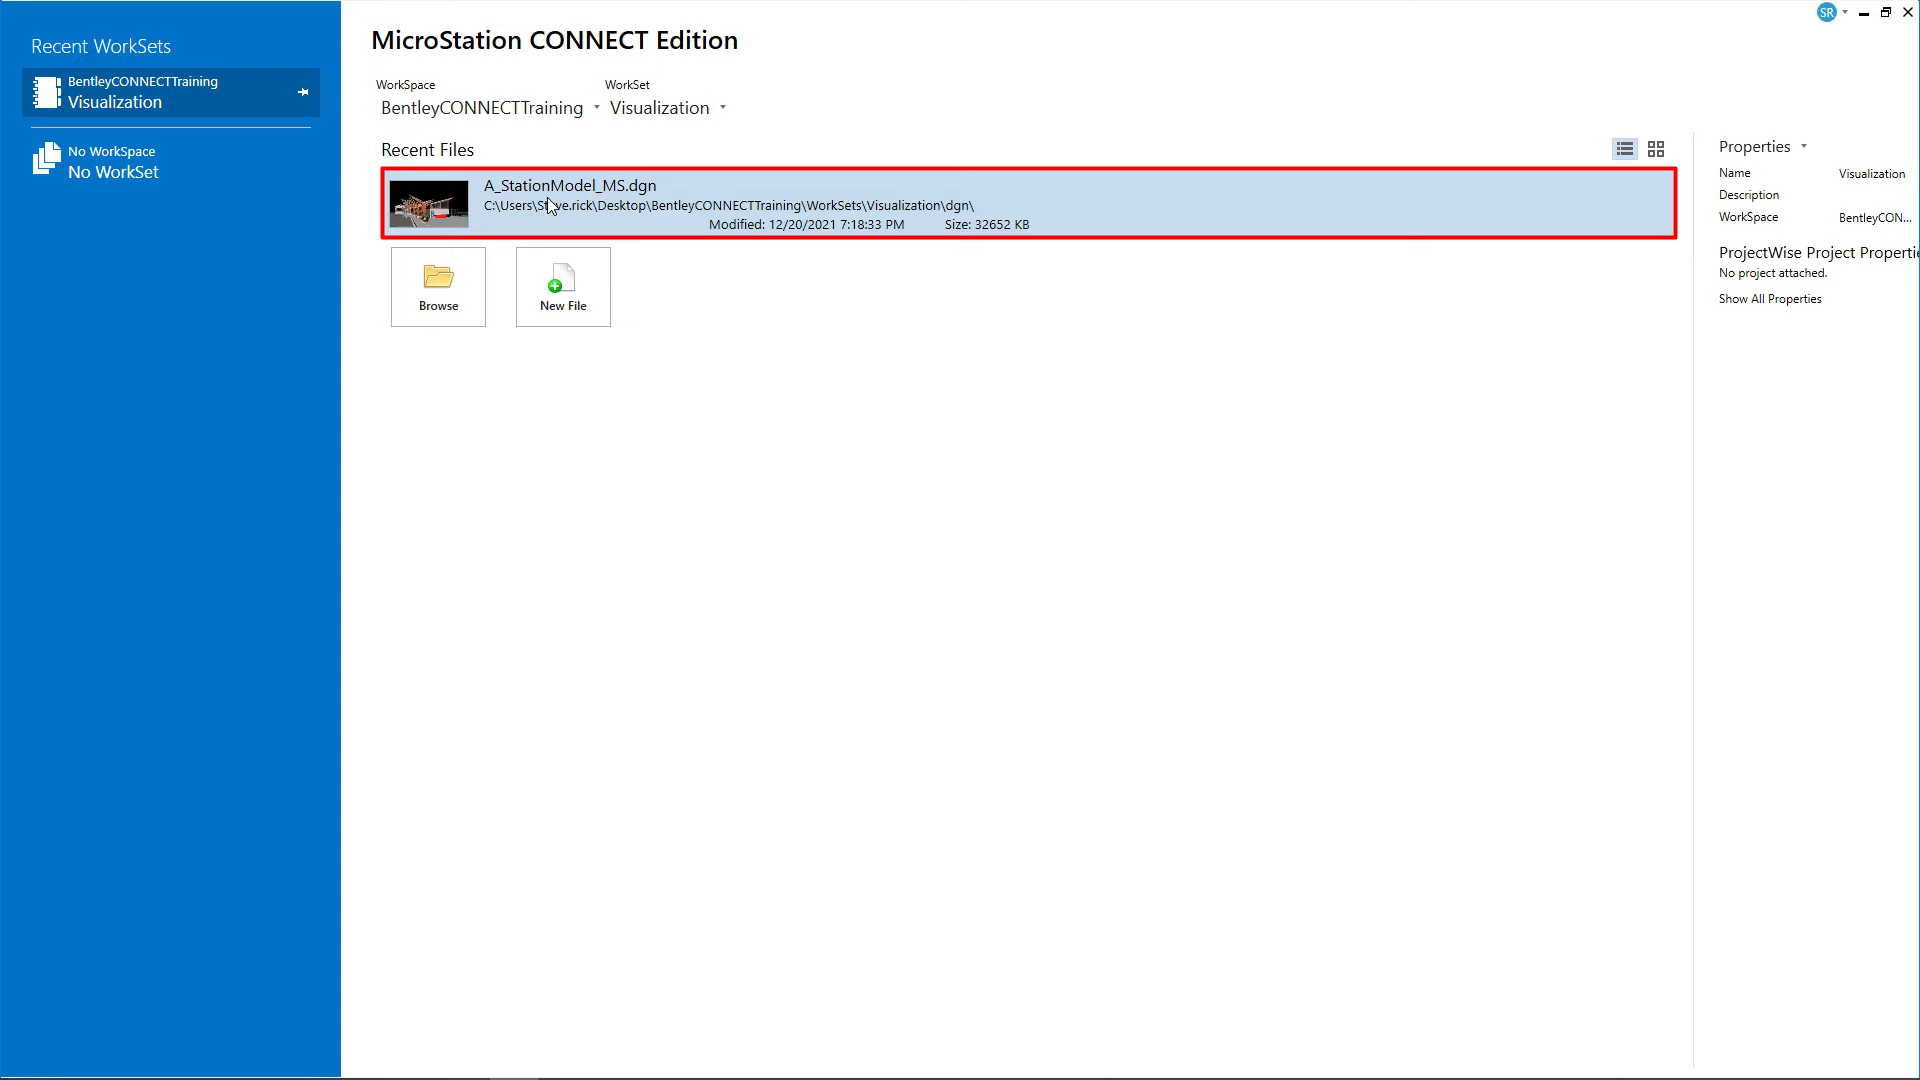 SR
Recent WorkSets
BentleyCONNECTTraining
Visualization
No WorkSpace
No WorkSet
MicroStation CONNECT Edition
WorkSpace WorkSet
BentleyCONNECTTraining Visualization
Recent Files
A_StationModel_MS.dgn
C:\Users\Steve.rick\Desktop\BentleyCONNECTTraining\WorkSets\Visualization\dgn\
Modified: 12/20/2021 7:18:33 PM Size: 32652 KB
Browse
New File
Properties
Name Visualization
Description
WorkSpace BentleyCON...
ProjectWise Project Properti
No project attached.
Show All Properties